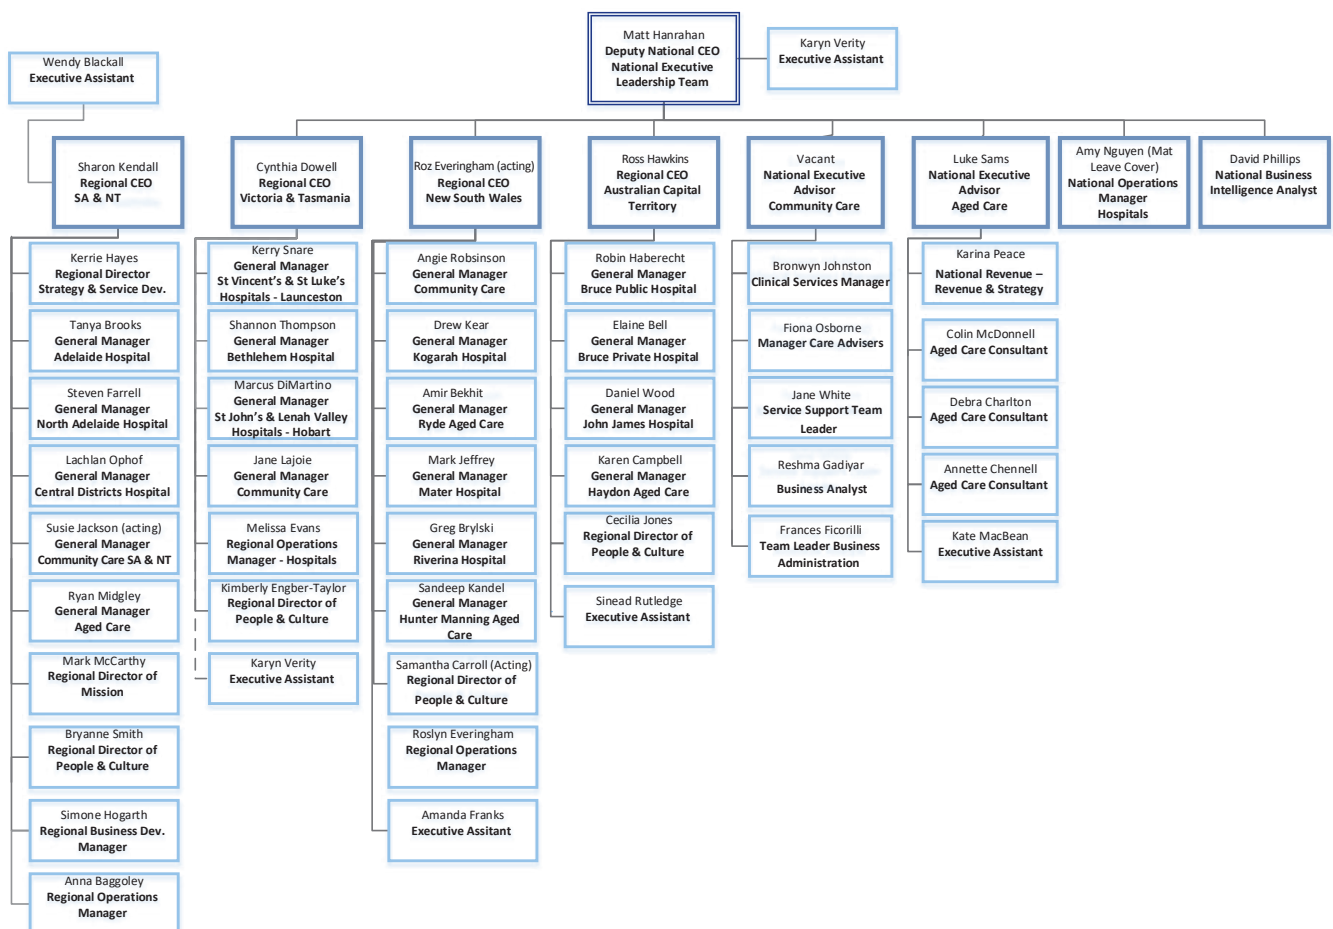 Matt Hanrahan
Deputy National CEO
National Executive
Leadership Team
Karyn Verity
Executive Assistant
Wendy Blackall
Executive Assistant
Sharon Kendall
Regional CEO
SA & NT
Cynthia Dowell
Regional CEO
Victoria & Tasmania
Roz Everingham (acting)
Regional CEO
New South Wales
Ross Hawkins
Regional CEO
Australian Capital
Territory
Vacant
National Executive
Advisor
Community Care
Luke Sams
National Executive
Advisor
Aged Care
Amy Nguyen (Mat
Leave Cover)
National Operations
Manager
Hospitals
David Phillips
National Business
Intelligence Analyst
Kerrie Hayes
Regional Director
Strategy & Service Dev.
Tanya Brooks
General Manager
Adelaide Hospital
Steven Farrell
General Manager
North Adelaide Hospital
Lachlan Ophof
General Manager
Central Districts Hospital
Susie Jackson (acting)
General Manager
Community Care SA & NT
Ryan Midgley
General Manager
Aged Care
Mark McCarthy
Regional Director of
Mission
Bryanne Smith
Regional Director of
People & Culture
Simone Hogarth
Regional Business Dev.
Manager
Anna Baggoley
Regional Operations
Manager
Kerry Snare
General Manager
St Vincent's & St Luke's
Hospitals - Launceston
Shannon Thompson
General Manager
Bethlehem Hospital
Marcus DiMartino
General Manager
St John's & Lenah Valley
Hospitals - Hobart
Jane Lajoie
General Manager
Community Care
Melissa Evans
Regional Operations
Manager - Hospitals
Kimberly Engber-Taylor
Regional Director of
People & Culture
Karyn Verity
Executive Assistant
Angie Robsinson
General Manager
Community Care
Drew Kear
General Manager
Kogarah Hospital
Amir Bekhit
General Manager
Ryde Aged Care
Mark Jeffrey
General Manager
Mater Hospital
Greg Brylski
General Manager
Riverina Hospital
Sandeep Kandel
General Manager
Hunter Manning Aged
Care
Samantha Carroll (Acting)
Regional Director of
People & Culture
Roslyn Everingham
Regional Operations
Manager
Amanda Franks
Executive Assitant
Robin Haberecht
General Manager
Bruce Public Hospital
Elaine Bell
General Manager
Bruce Private Hospital
Daniel Wood
General Manager
John James Hospital
Karen Campbell
General Manager
Haydon Aged Care
Cecilia Jones
Regional Director of
People & Culture
Sinead Rutledge
Executive Assistant
Bronwyn Johnston
Clinical Services Manager
Fiona Osborne
Manager Care Advisers
Jane White
Service Support Team
Leader
Reshma Gadiyar
Business Analyst
Frances Ficorilli
Team Leader Business
Administration
Karina Peace
National Revenue –
Revenue & Strategy
Colin McDonnell
Aged Care Consultant
Debra Charlton
Aged Care Consultant
Annette Chennell
Aged Care Consultant
Kate MacBean
Executive Assistant